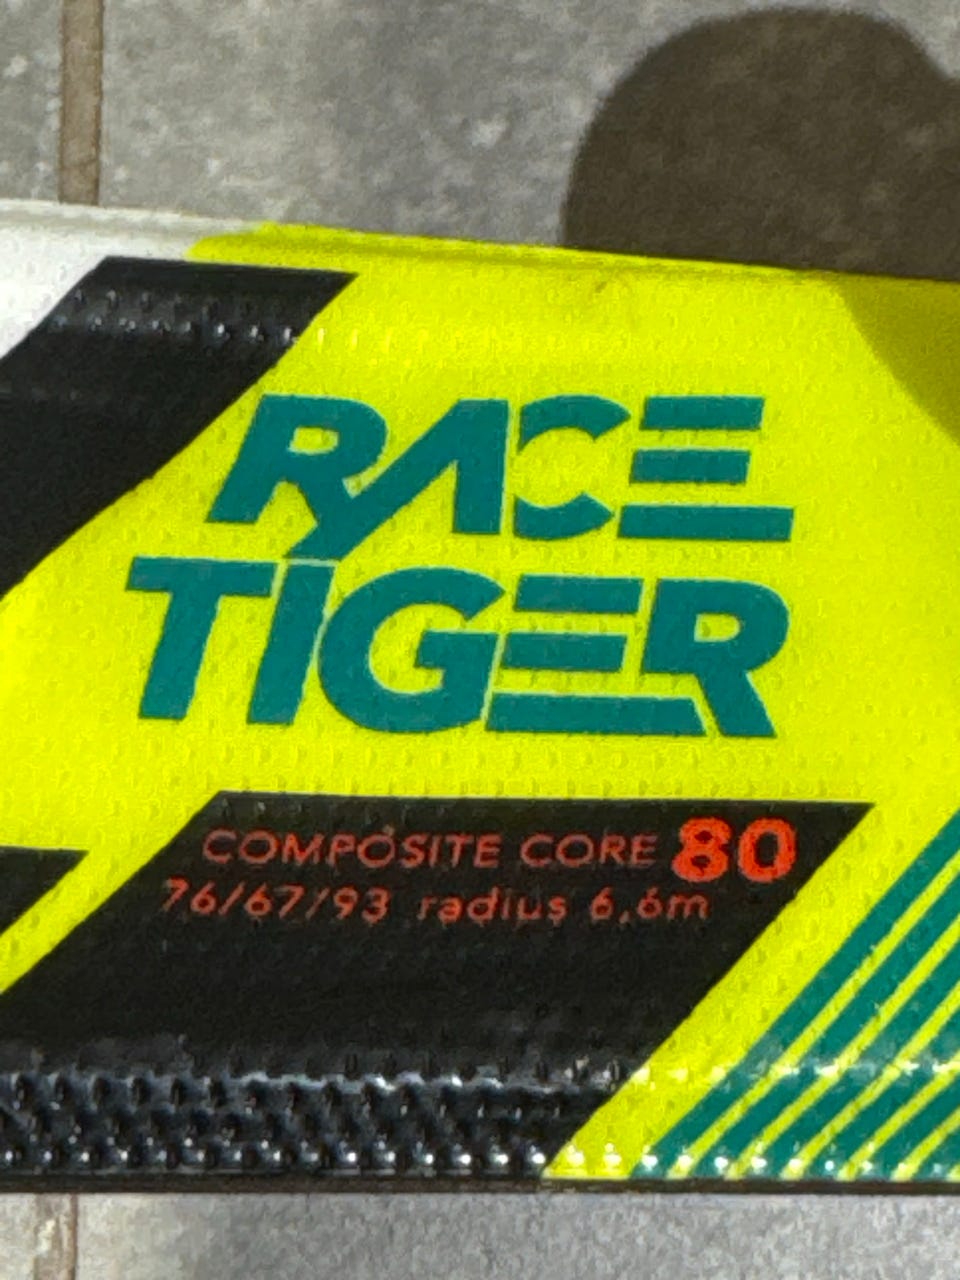 RACE
TIGER
COMPOSITE CORE 80
76/67/93 radius 6,6m